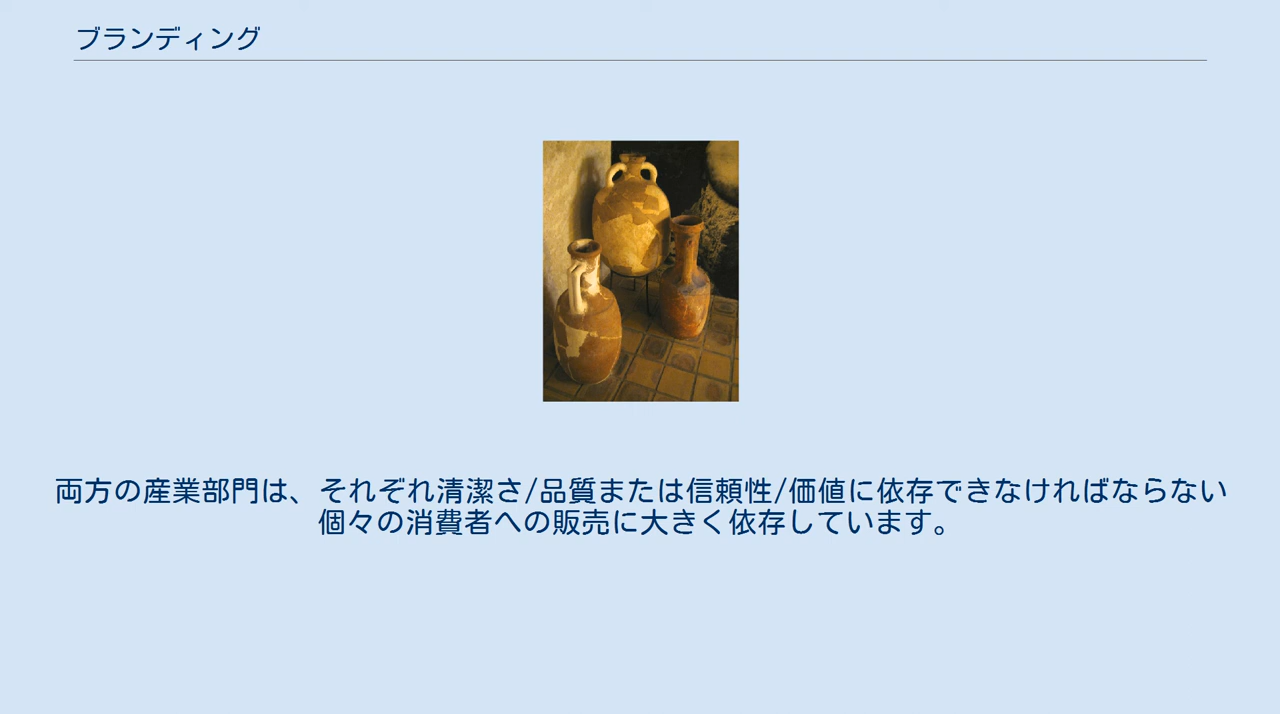 ブランディング
両方の産業部門は、それぞれ清潔さ/品質または信頼性/価値に依存できなければならない
個々の消費者への販売に大きく依存しています。